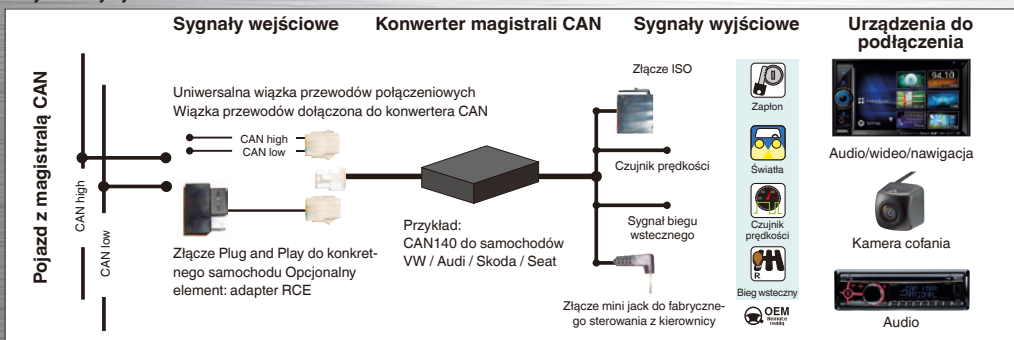 Sygnały wejściowe
Konwerter magistrali CAN
Sygnały wyjściowe
Urządzenia do
podłączenia
Pojazd z magistralą CAN
CAN high
CAN low
Uniwersalna wiązka przewodów połączeniowych
Wiązka przewodów dołączona do konwertera CAN
CAN high
CAN low
Złącze Plug and Play do konkret-
nego samochodu Opcjonalny
element: adapter RCE
Przykład:
CAN140 do samochodów
VW / Audi / Skoda / Seat
Złącze ISO
Czujnik prędkości
Sygnał biegu
wstecznego
Złącze mini jack do fabryczne-
go sterowania z kierownicy
Zapłon
Światła
Czujnik
prędkości
R
Bieg wsteczny
OEM
Remote
ready
94.10
Audio/wideo/nawigacja
Kamera cofania
Audio